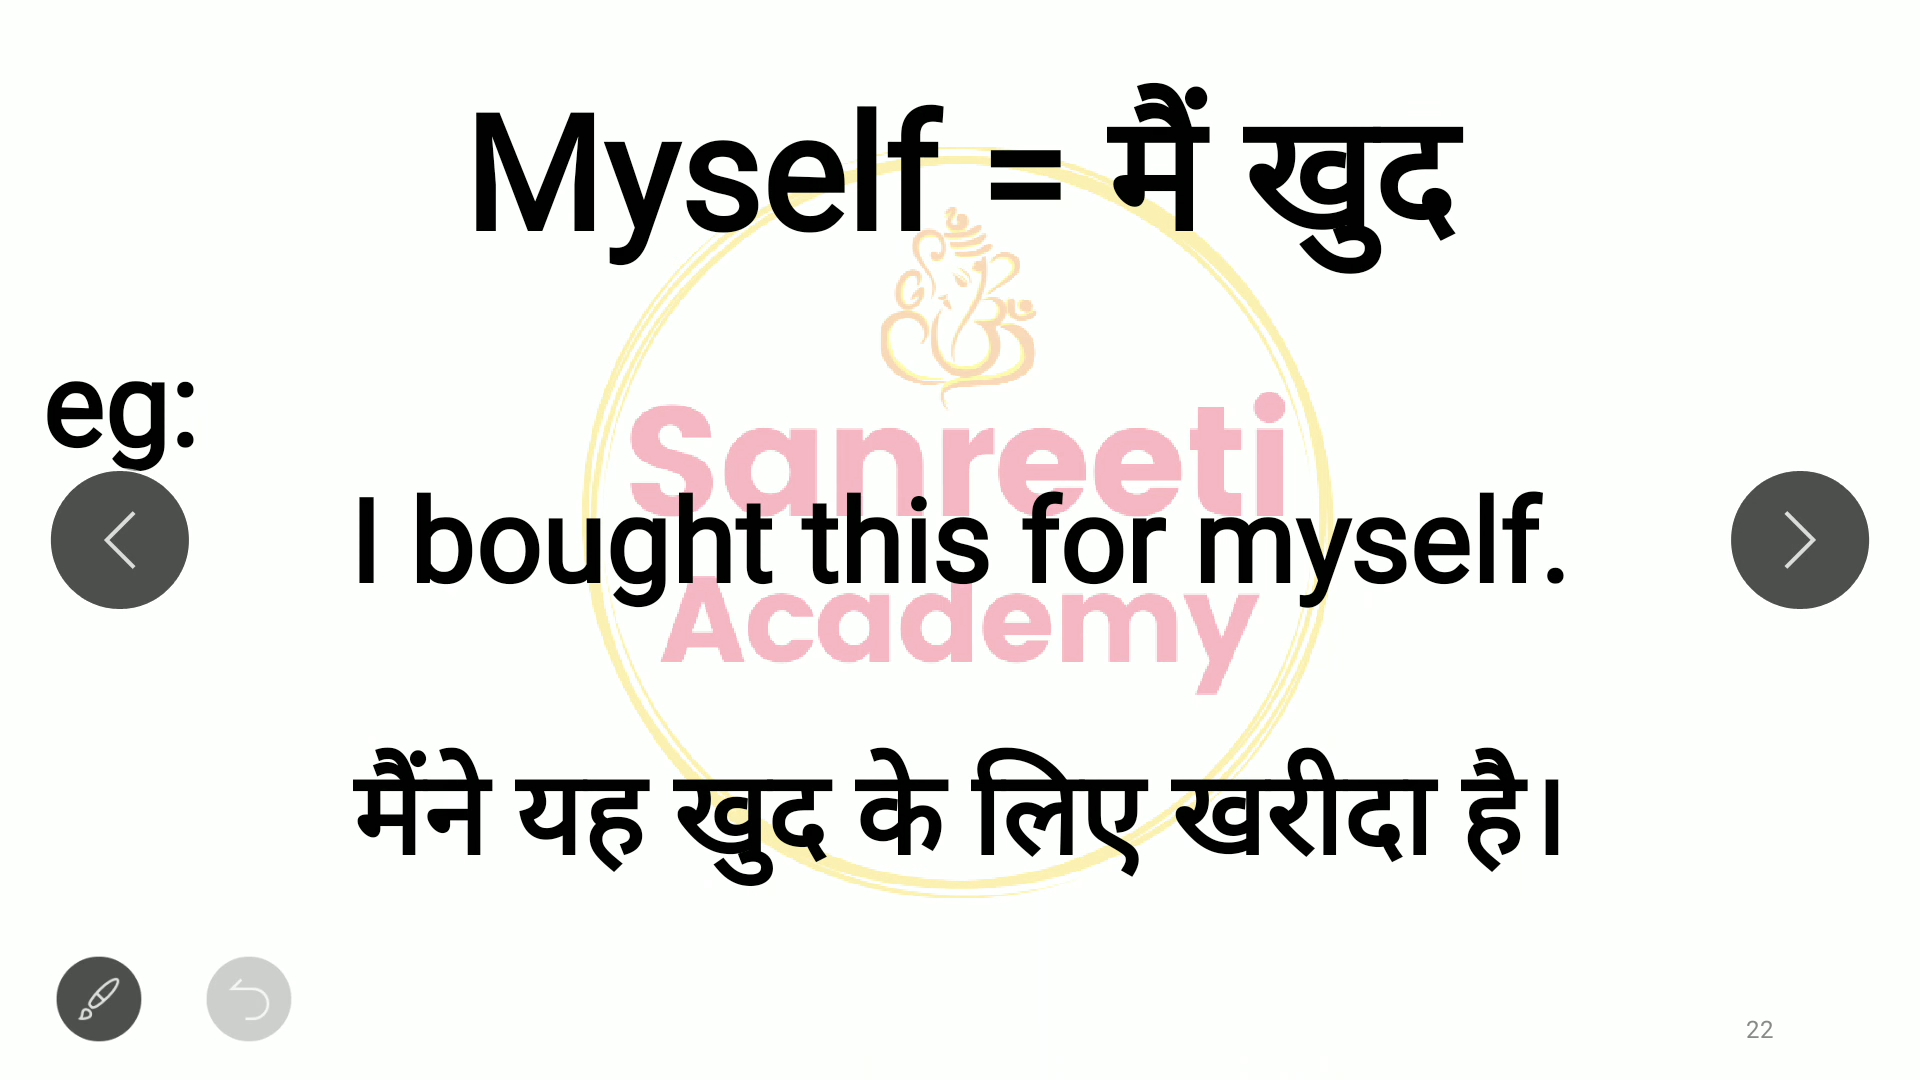 Myself = मैं खुद
eg:
Sanreeti
I bought this for myself.
Academy
मैंने यह खुद के लिए खरीदा है।
22